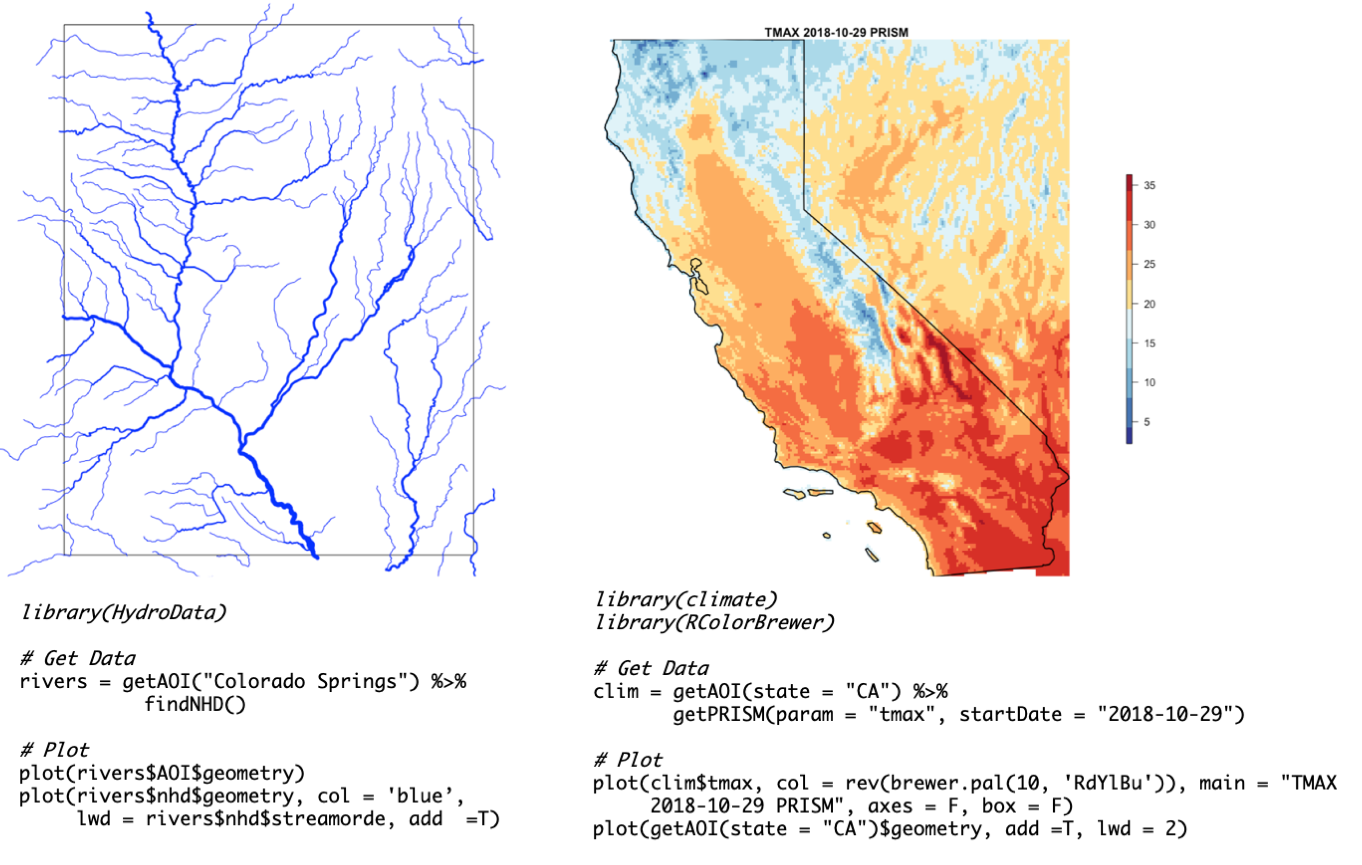 TMAX 2018-10-29 PRISM
35
30
25
20
15
10
5
library(HydroData)
# Get Data
rivers = getAOI("Colorado Springs") %>%
findNHD()
# Plot
plot(rivers$AOI$geometry)
plot(rivers$nhd$geometry, col = 'blue’,
lwd = rivers$nhd$streamorde, add =T)
library(climate)
library(RColorBrewer)
# Get Data
clim = getAOI(state = "CA") %>%
getPRISM(param = "tmax", startDate = "2018-10-29")
# Plot
plot(clim$tmax, col = rev(brewer.pal(10, 'RdYlBu')), main = "TMAX
2018-10-29 PRISM", axes = F, box = F)
plot(getAOI(state = "CA")$geometry, add =T, lwd = 2)